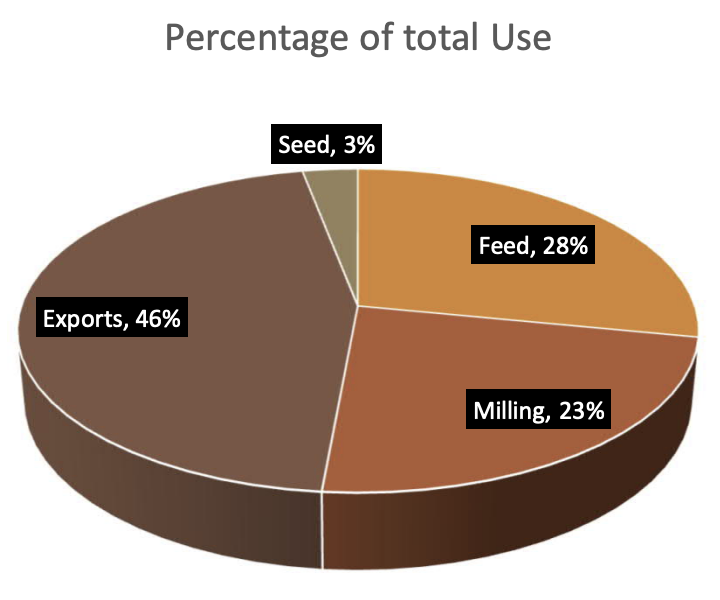 Percentage of total Use
Seed, 3%
Feed, 28%
Exports, 46%
Milling, 23%